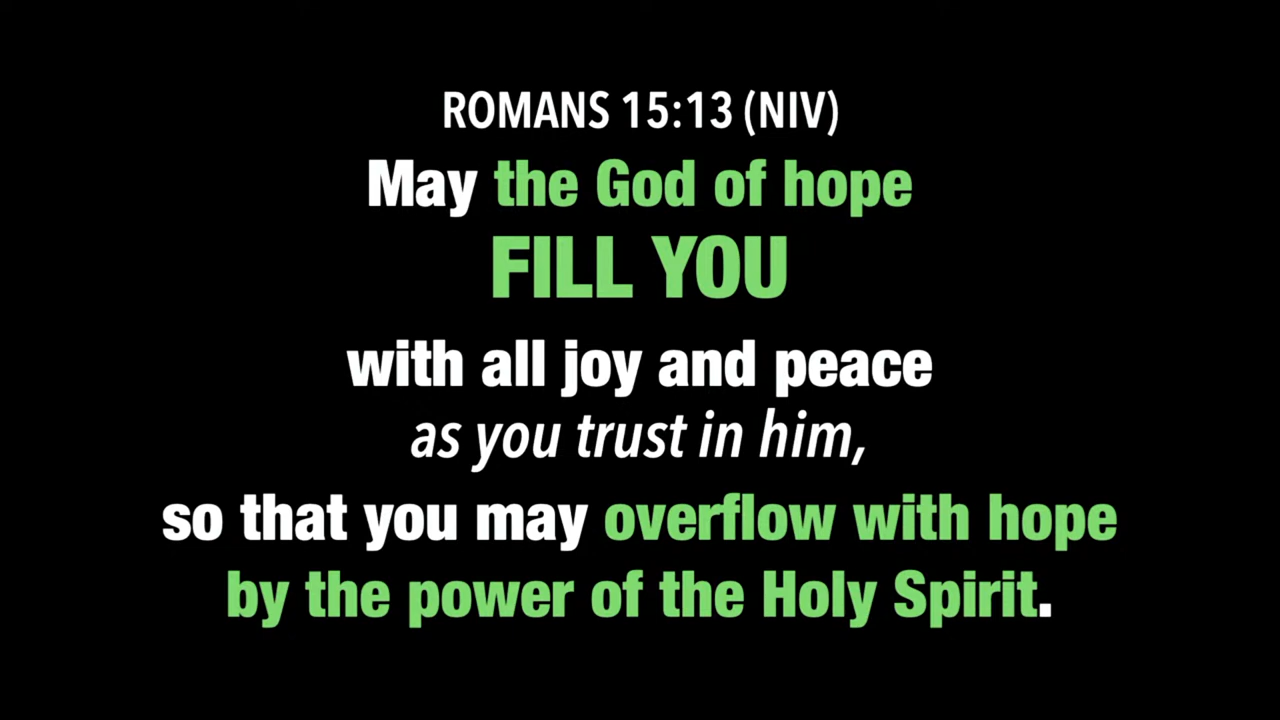 ROMANS 15:13 (NIV)
May the God of hope
FILL YOU
with all joy and peace
as you trust in him,
so that you may overflow with hope
by the power of the Holy Spirit.